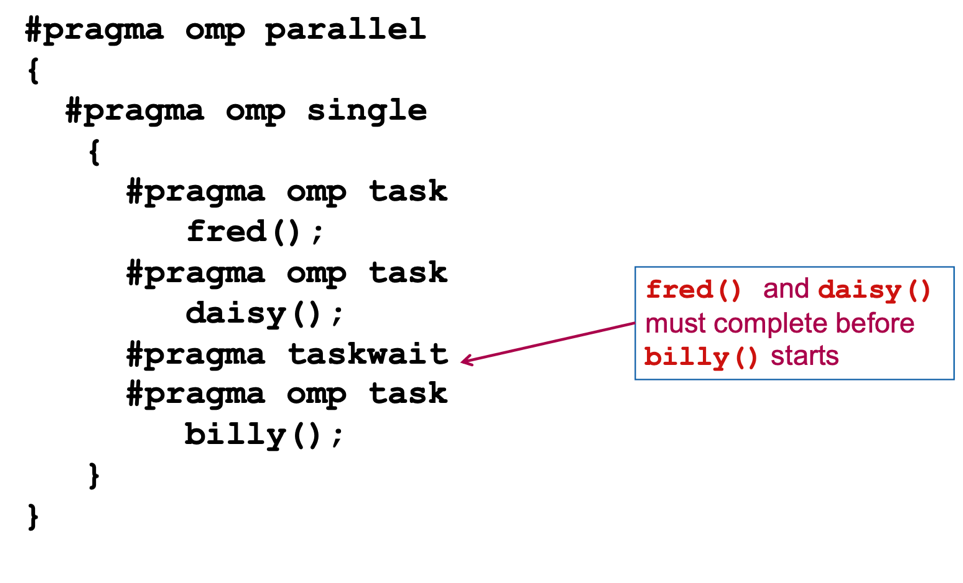 #pragma omp parallel
{
#pragma omp single
{
#pragma omp task
fred();
#pragma omp task
daisy();
#pragma taskwait
#pragma omp task
billy();
}
}
fred() and daisy()
must complete before
billy() starts